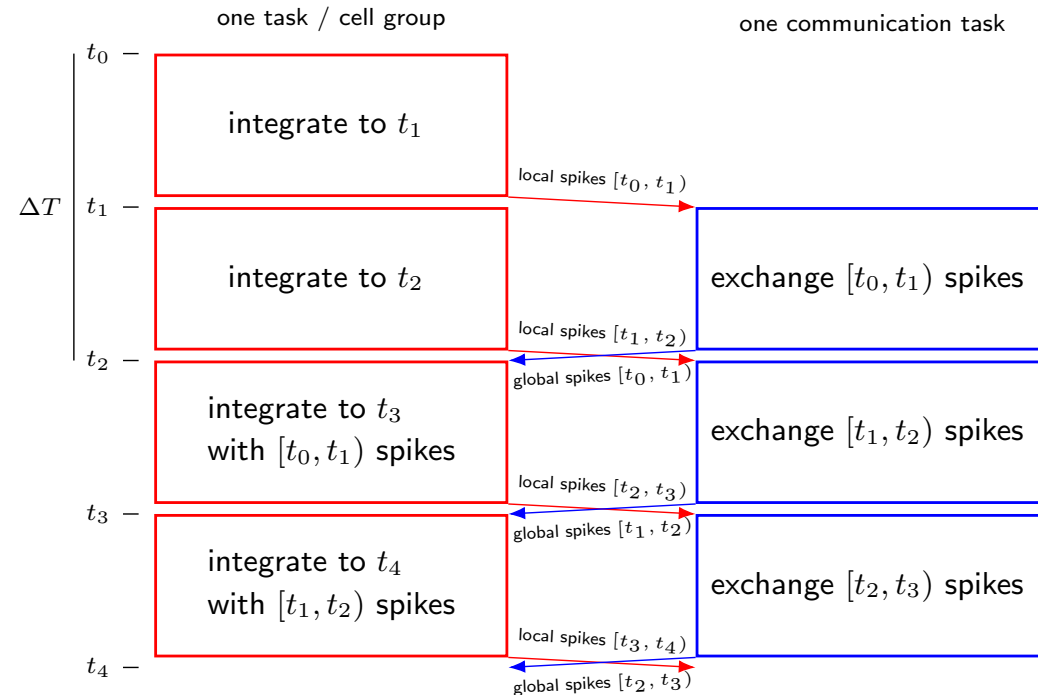 one task / cell group
one communication task
t₀
integrate to t₁
local spikes [t₀, t₁)
ΔT
t₁
integrate to t₂
exchange [t₀, t₁) spikes
local spikes [t₁, t₂)
t₂
global spikes [t₀, t₁)
integrate to t₃
with [t₀, t₁) spikes
exchange [t₁, t₂) spikes
local spikes [t₂, t₃)
t₃
global spikes [t₁, t₂)
integrate to t₄
with [t₁, t₂) spikes
exchange [t₂, t₃) spikes
local spikes [t₃, t₄)
t₄
global spikes [t₂, t₃)